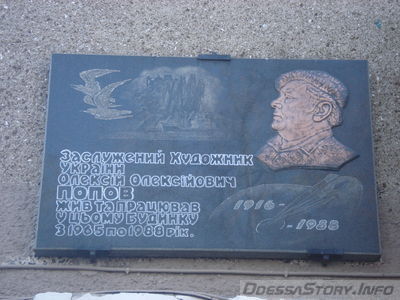 Заслужений Художник
України
Олексій Олексійович
ПОПОВ
жив та працював
у цьому будинку
з 1965 по 1988 рік.
1916-
-1988
OdessaStory.Info